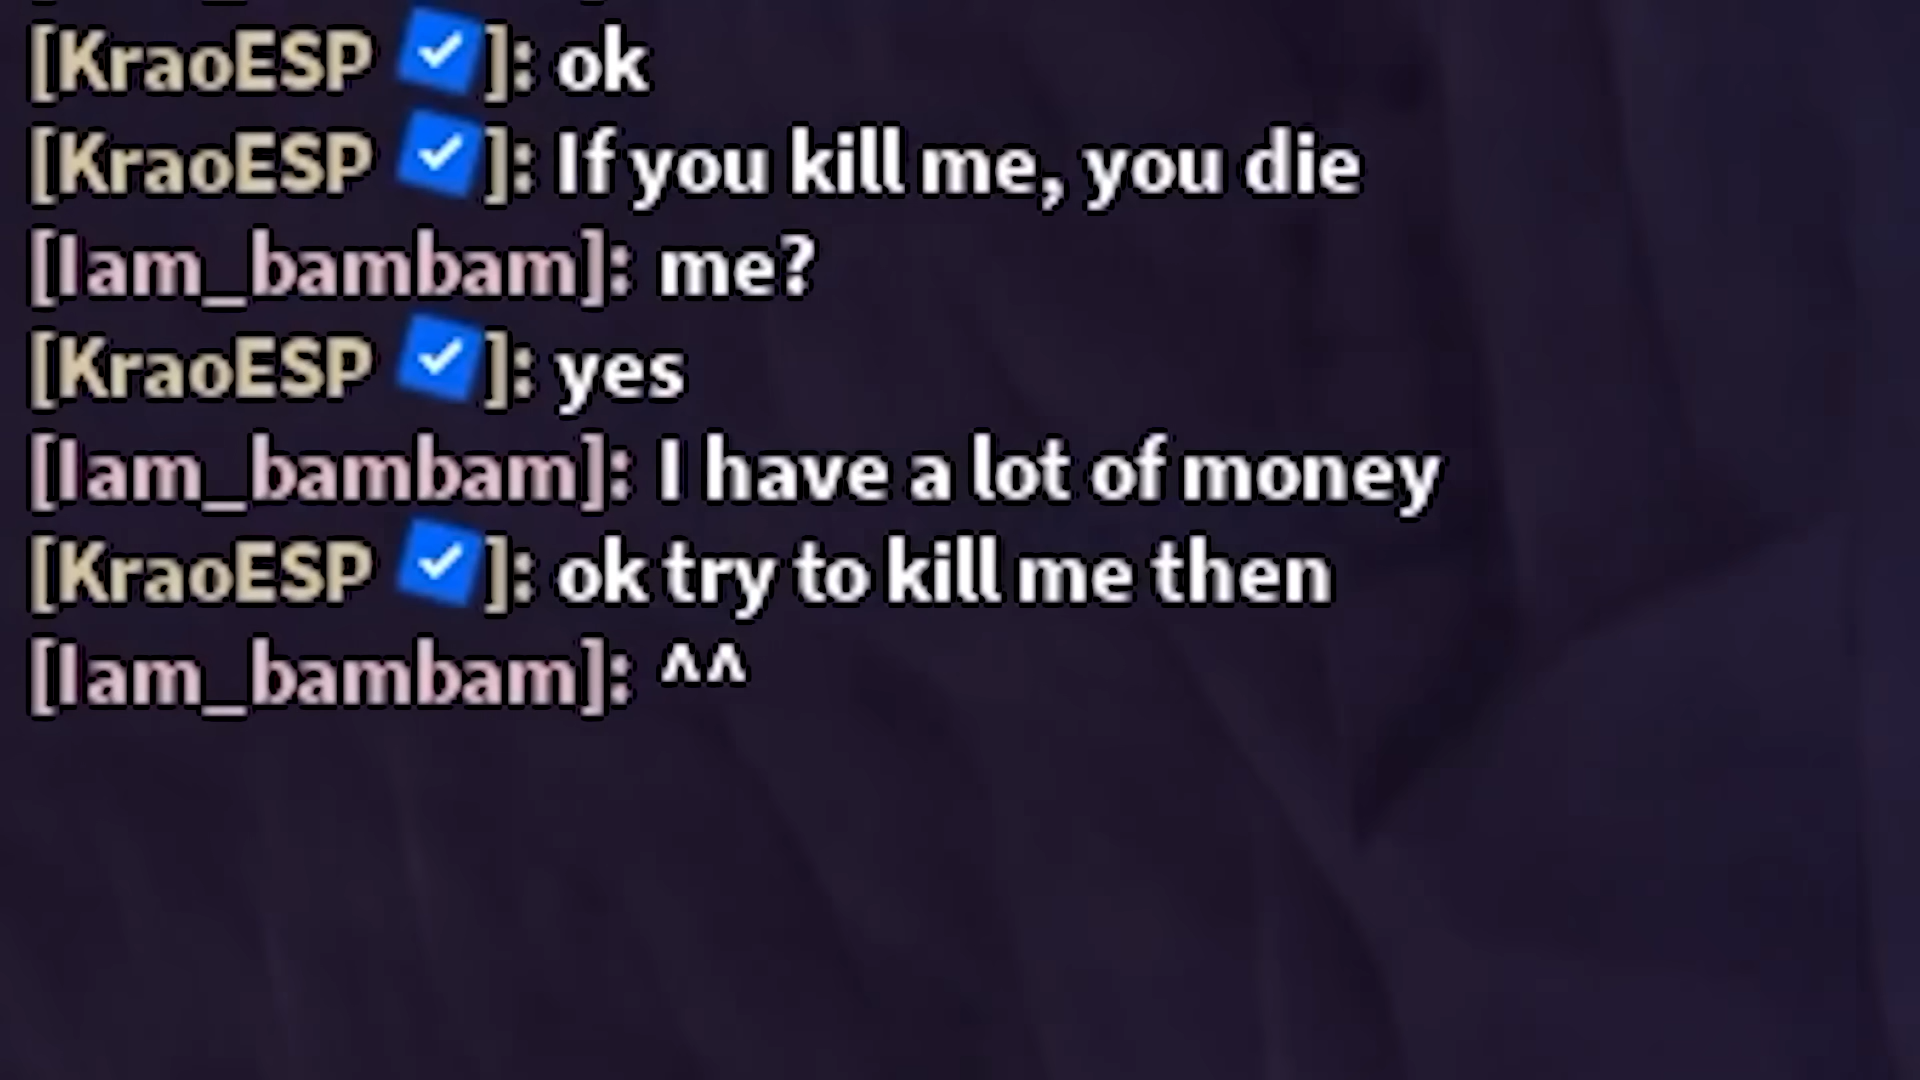 [KraoESP ☑]: ok
[KraoESP ☑]: If you kill me, you die
[Iam_bambam]: me?
[KraoESP ☑]: yes
[Iam_bambam]: I have a lot of money
[KraoESP ☑]: ok try to kill me then
[Iam_bambam]: ^^